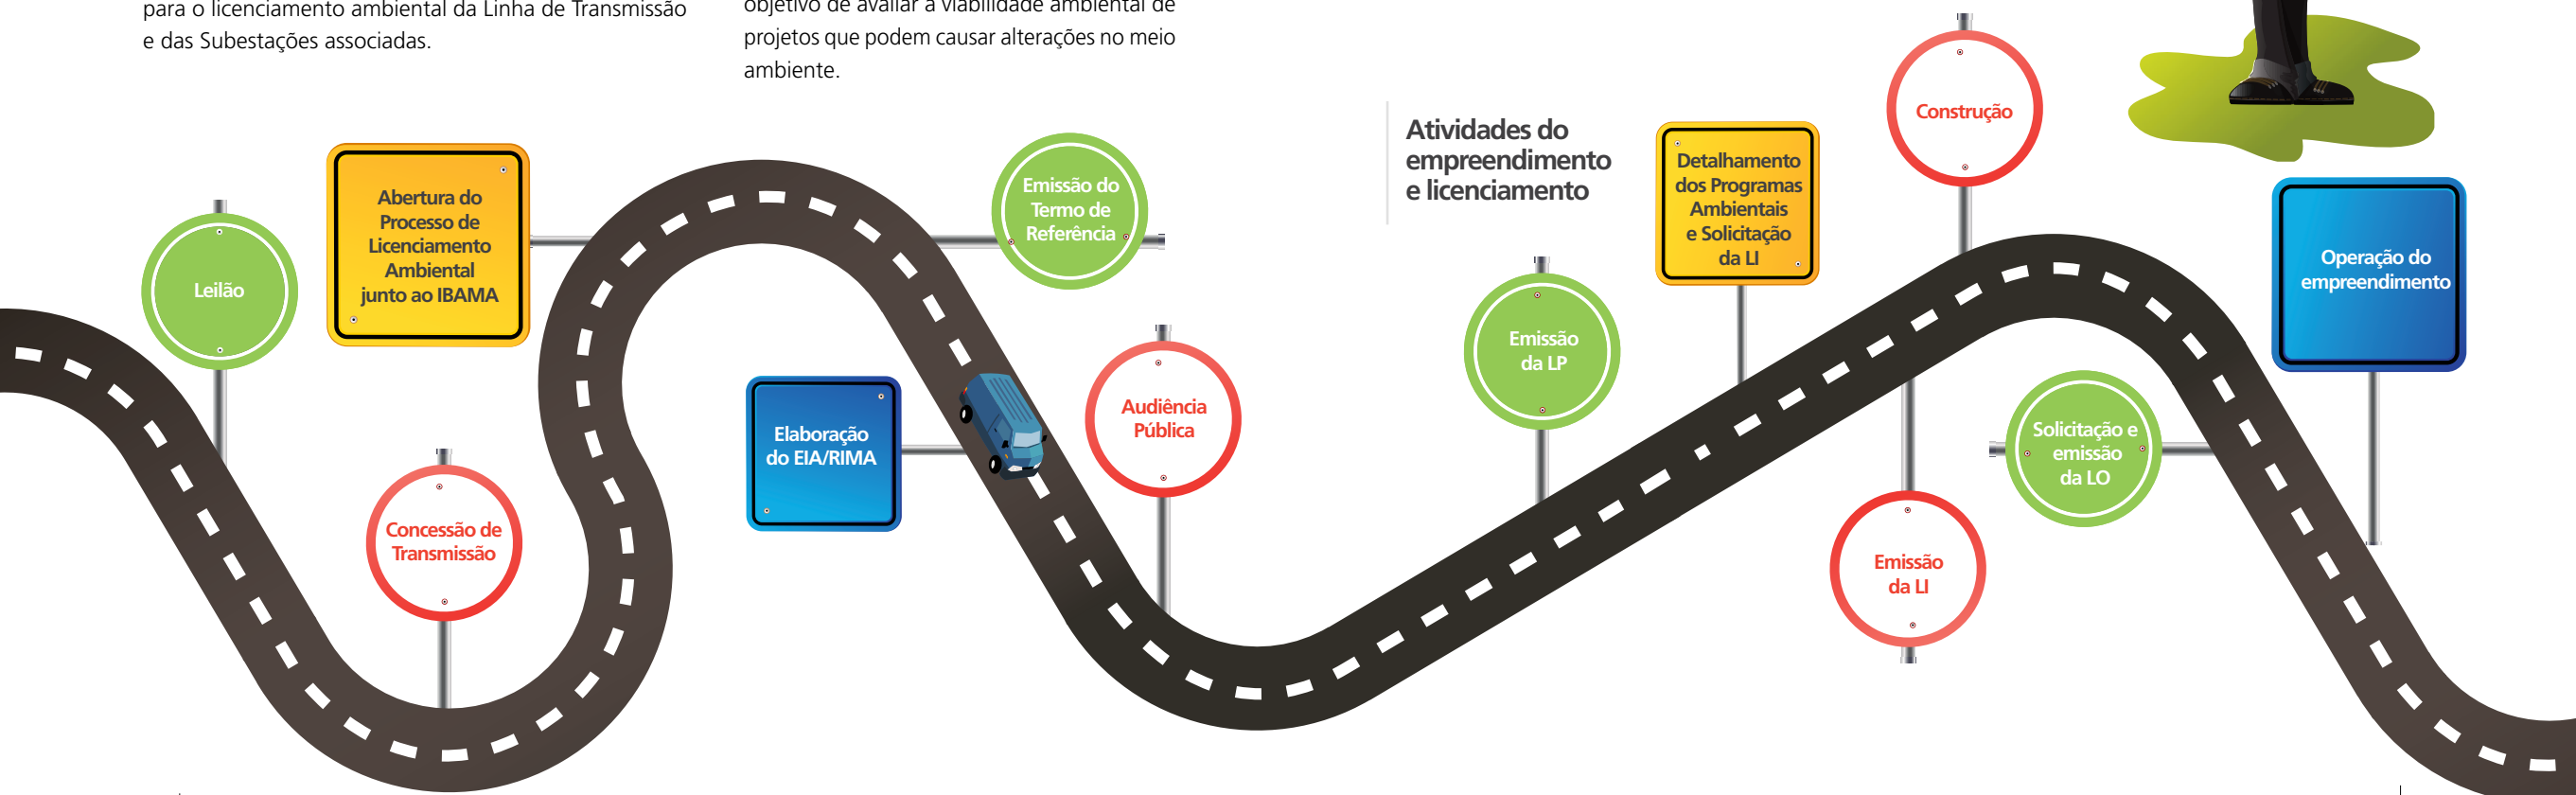 para o licenciamento ambiental da Linha de Transmissão
e das Subestações associadas.
objetivo de avaliar a viabilidade ambiental de
projetos que podem causar alterações no meio
ambiente.
Atividades do
empreendimento
e licenciamento
Leilão
Concessão de
Transmissão
Abertura do
Processo de
Licenciamento
Ambiental
junto ao IBAMA
Emissão do
Termo de
Referência
Elaboração
do EIA/RIMA
Audiência
Pública
Emissão
da LP
Detalhamento
dos Programas
Ambientais
e Solicitação
da LI
Emissão
da LI
Construção
Solicitação e
emissão
da LO
Operação do
empreendimento